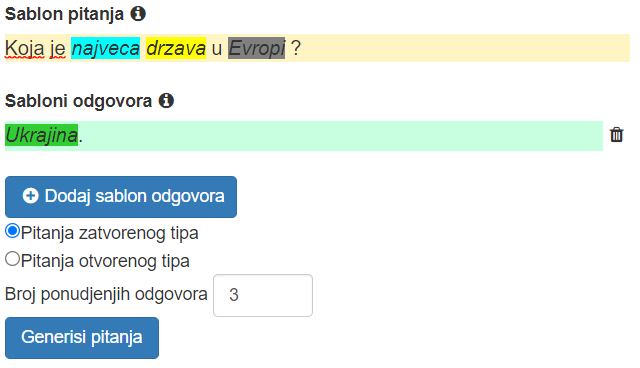 Sablon pitanja
Koja je najveca drzava u Evropi ?
Sabloni odgovora
Ukrajina.
Dodaj sablon odgovora
Pitanja zatvorenog tipa
Pitanja otvorenog tipa
Broj ponudjenjih odgovora 3
Generisi pitanja